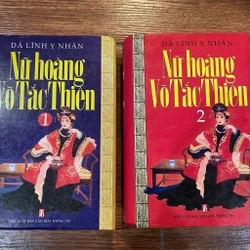 DÃ LĨNH Y NHÂN
Nữ hoàng
Võ Tắc Thiên
1
DÃ LĨNH Y NHÂN
Nữ hoàng
Võ Tắc Thiên
2